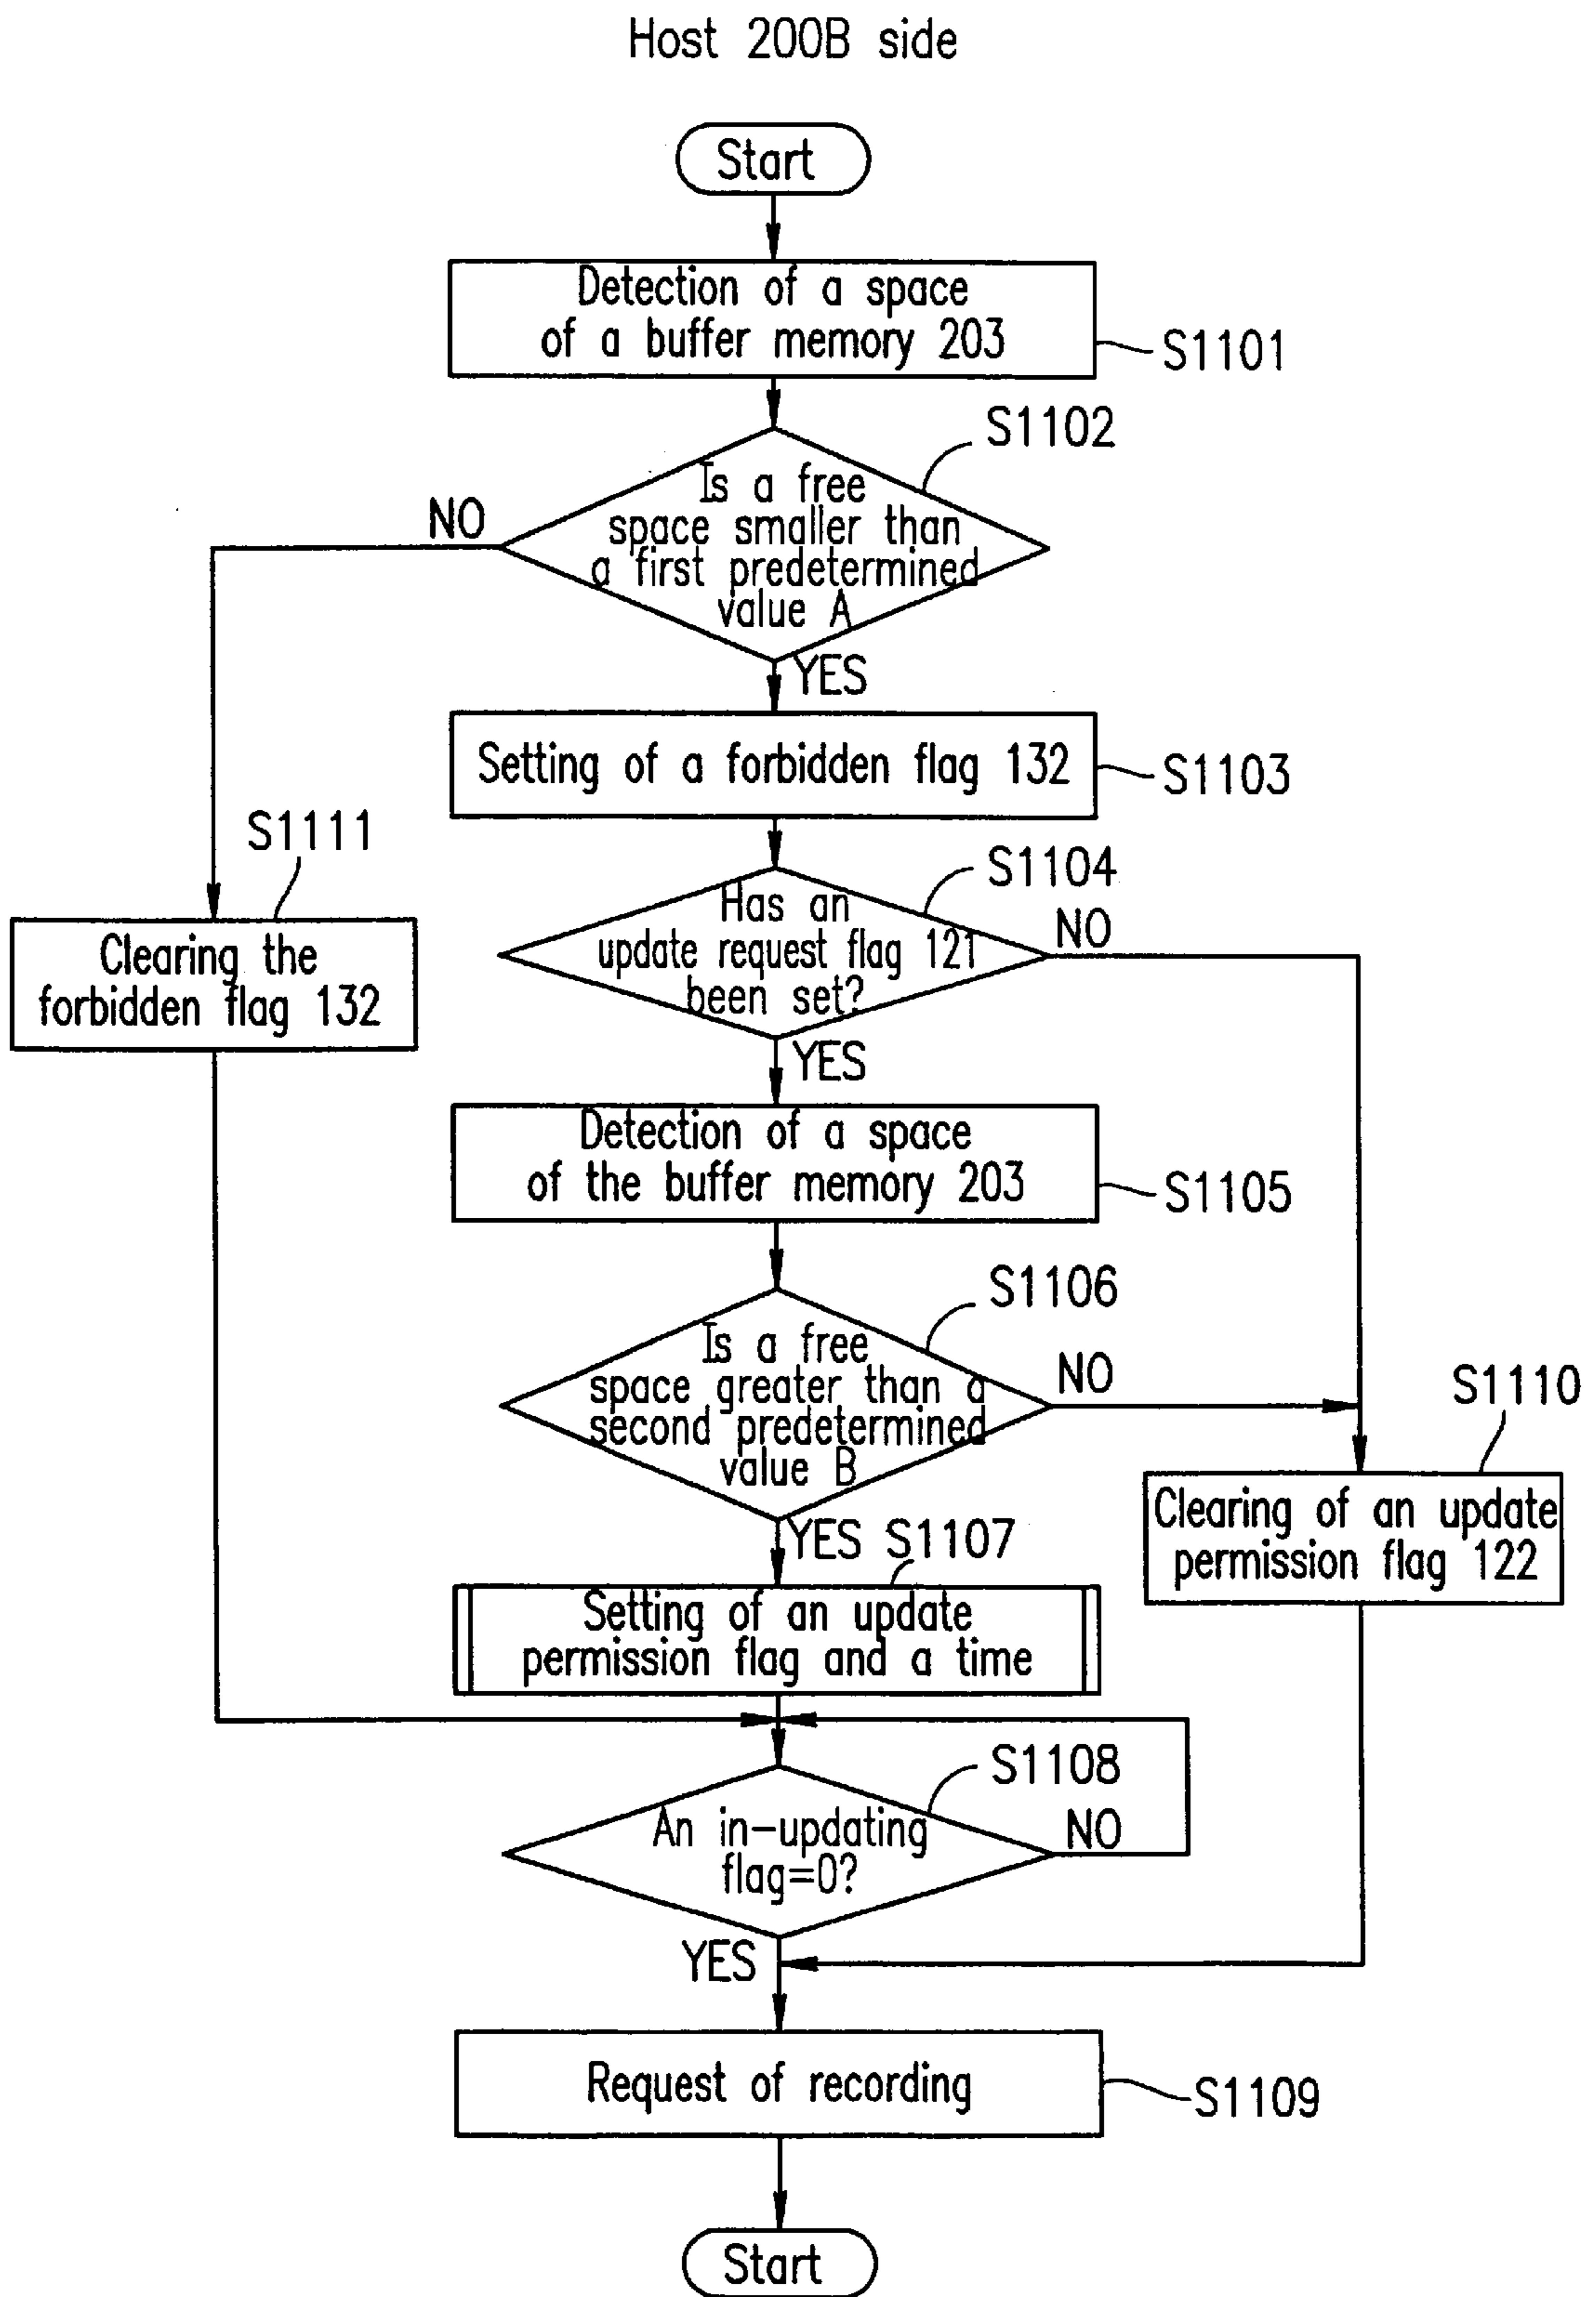 Host 200B side
Start
Detection of a space
of a buffer memory 203
S1101
S1102
Is a free
space smaller than
a first predetermined
value A
NO
YES
Setting of a forbidden flag 132
S1103
S1111
Clearing the
forbidden flag 132
S1104
Has an
update request flag 121
been set?
NO
YES
Detection of a space
of the buffer memory 203
S1105
S1106
Is a free
space greater than a
second predetermined
value B
NO
S1110
Clearing of an update
permission flag 122
YES
S1107
Setting of an update
permission flag and a time
S1108
An in-updating
flag=0?
NO
YES
Request of recording
S1109
Start